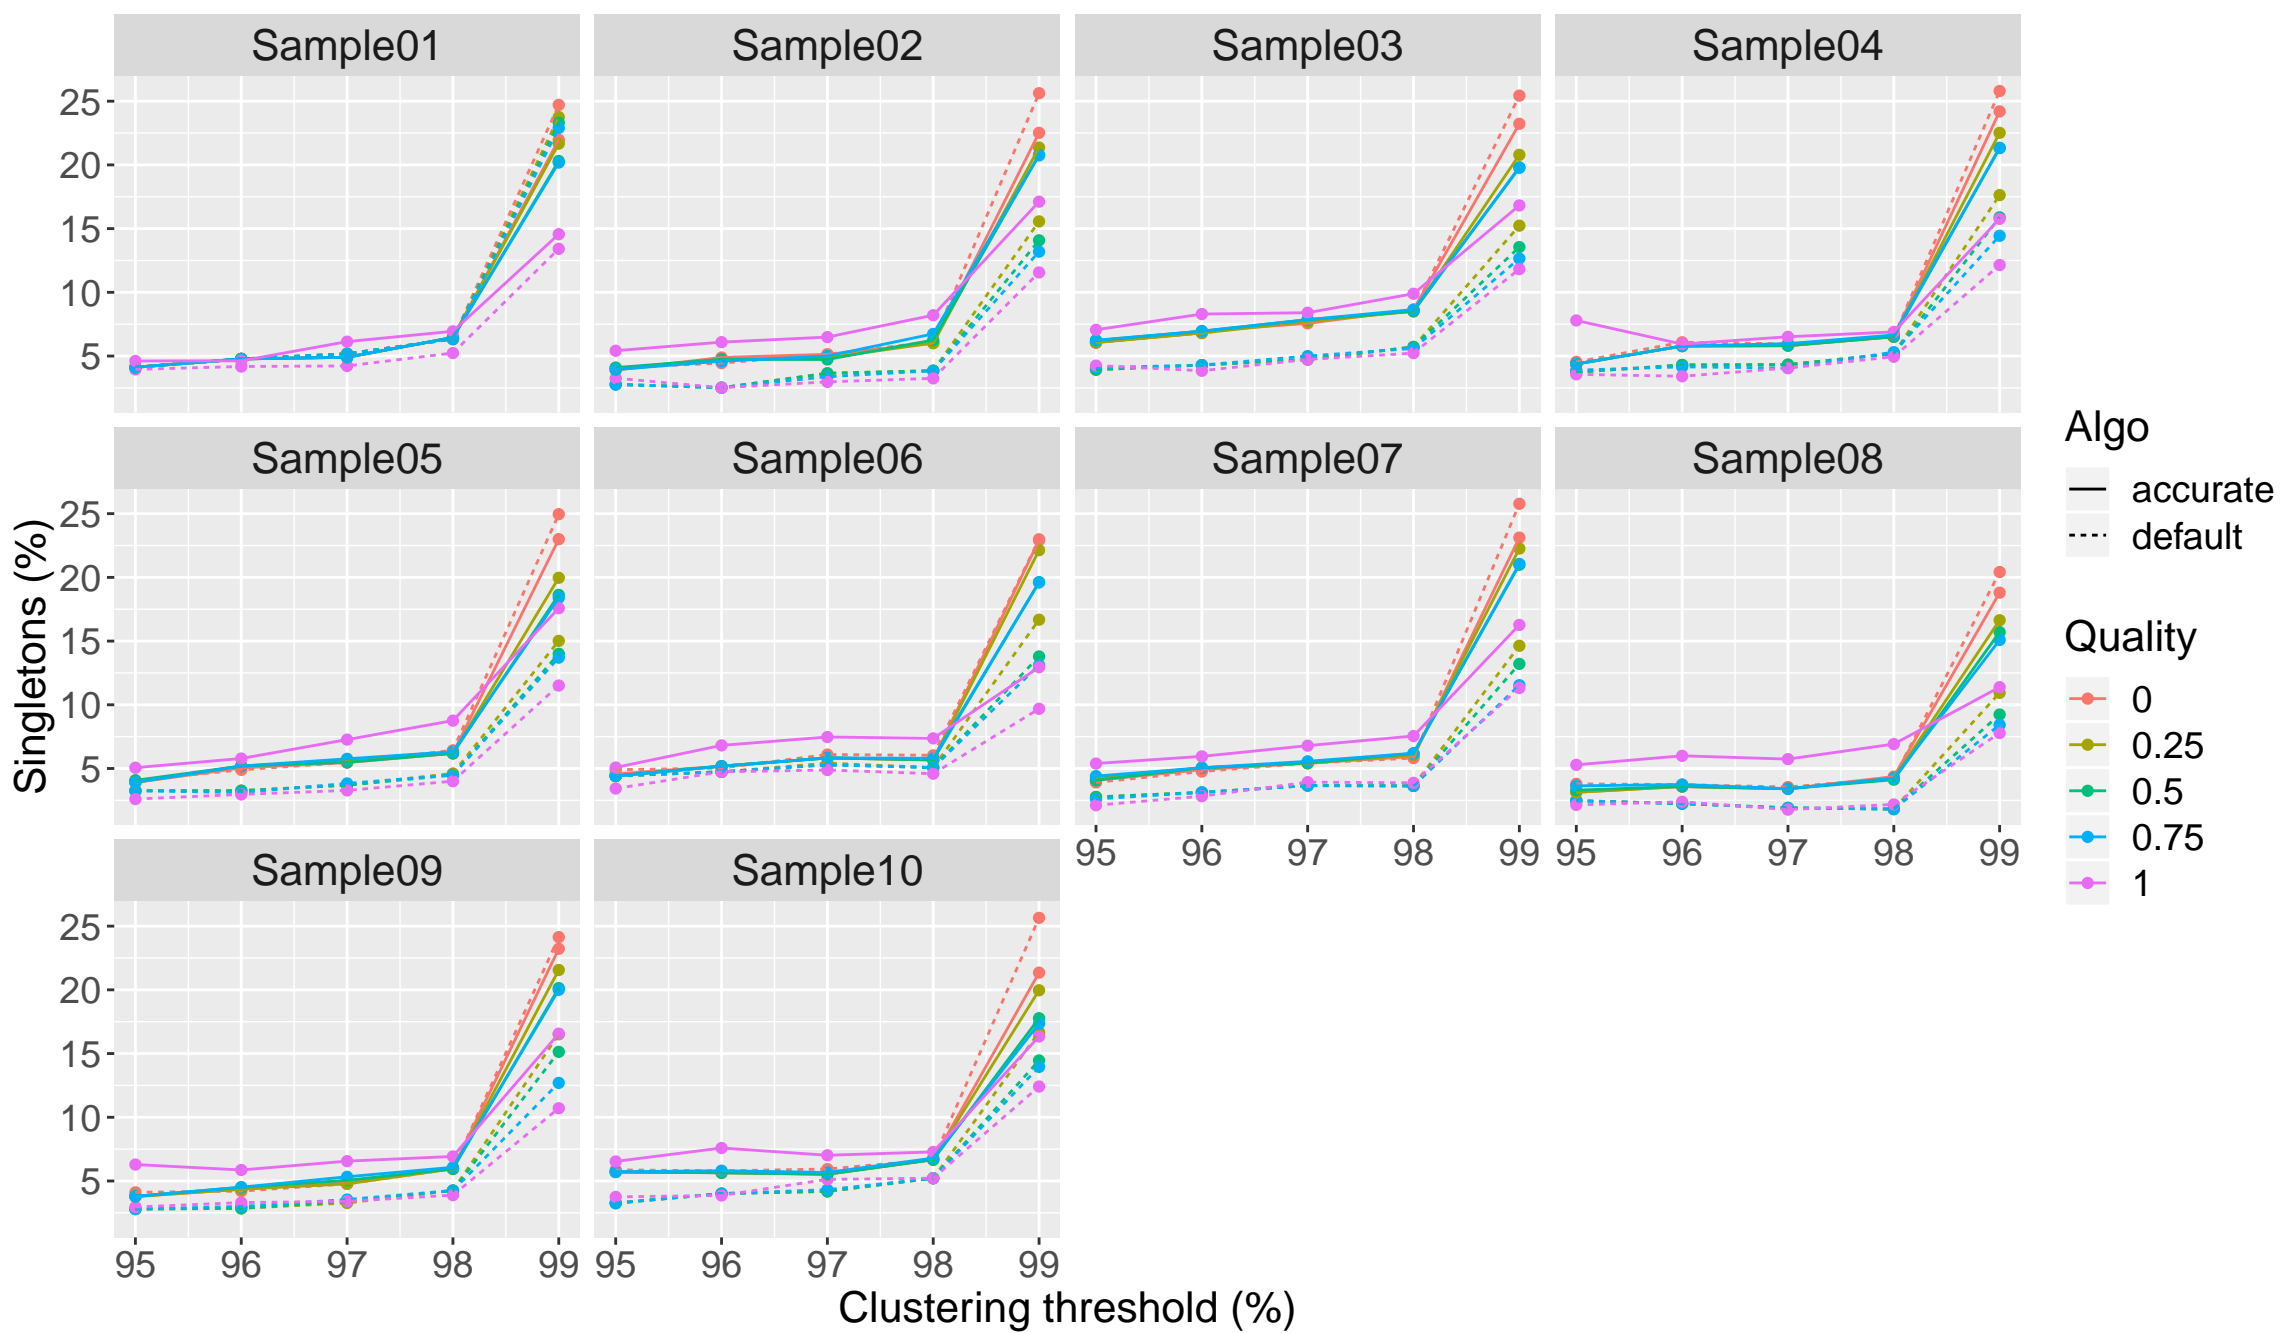 Sample01 Sample02 Sample03 Sample04
25
20
15
10
5
Sample05 Sample06 Sample07 Sample08
25
20
15
10
5
95 96 97 98 99 95 96 97 98 99
Sample09 Sample10
25
20
15
10
5
95 96 97 98 99 95 96 97 98 99
Clustering threshold (%)
Singletons (%)
Algo
accurate
default
Quality
0
0.25
0.5
0.75
1